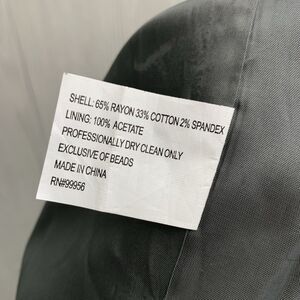 SHELL: 65% RAYON 33% COTTON 2% SPANDEX
LINING: 100% ACETATE
PROFESSIONALLY DRY CLEAN ONLY
EXCLUSIVE OF BEADS
MADE IN CHINA
RN#99956